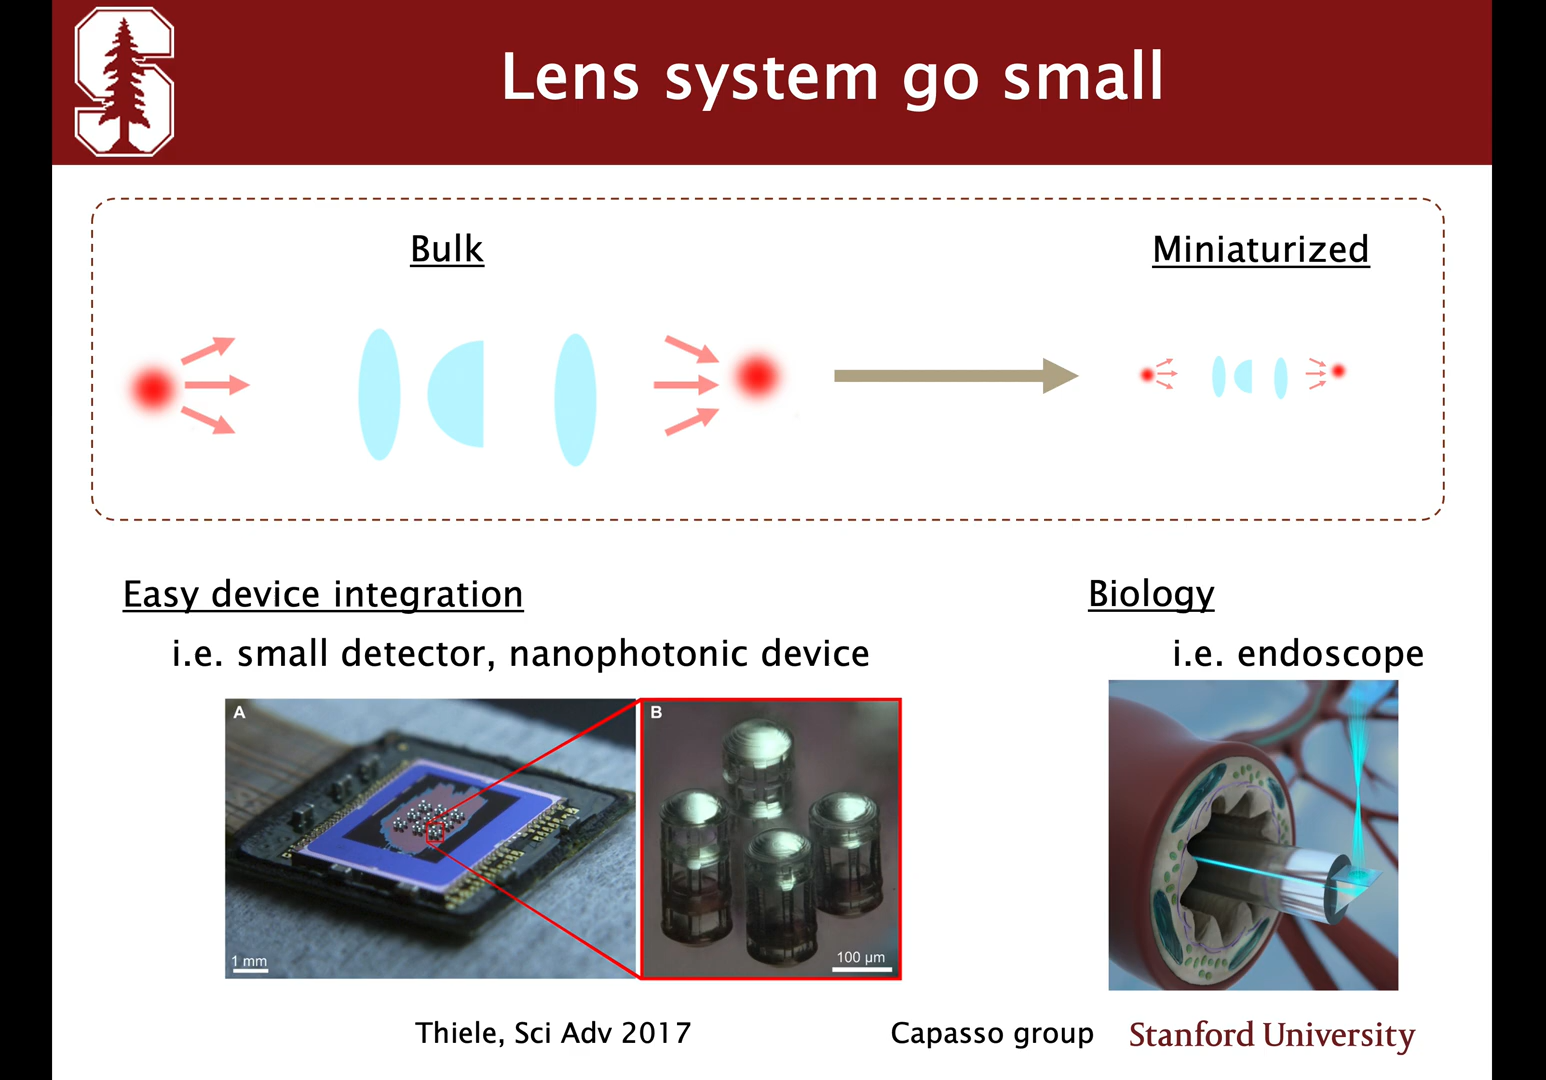 Lens system go small
Bulk
Miniaturized
Easy device integration
i.e. small detector, nanophotonic device
Biology
i.e. endoscope
A
B
1 mm
100 µm
Thiele, Sci Adv 2017
Capasso group
Stanford University